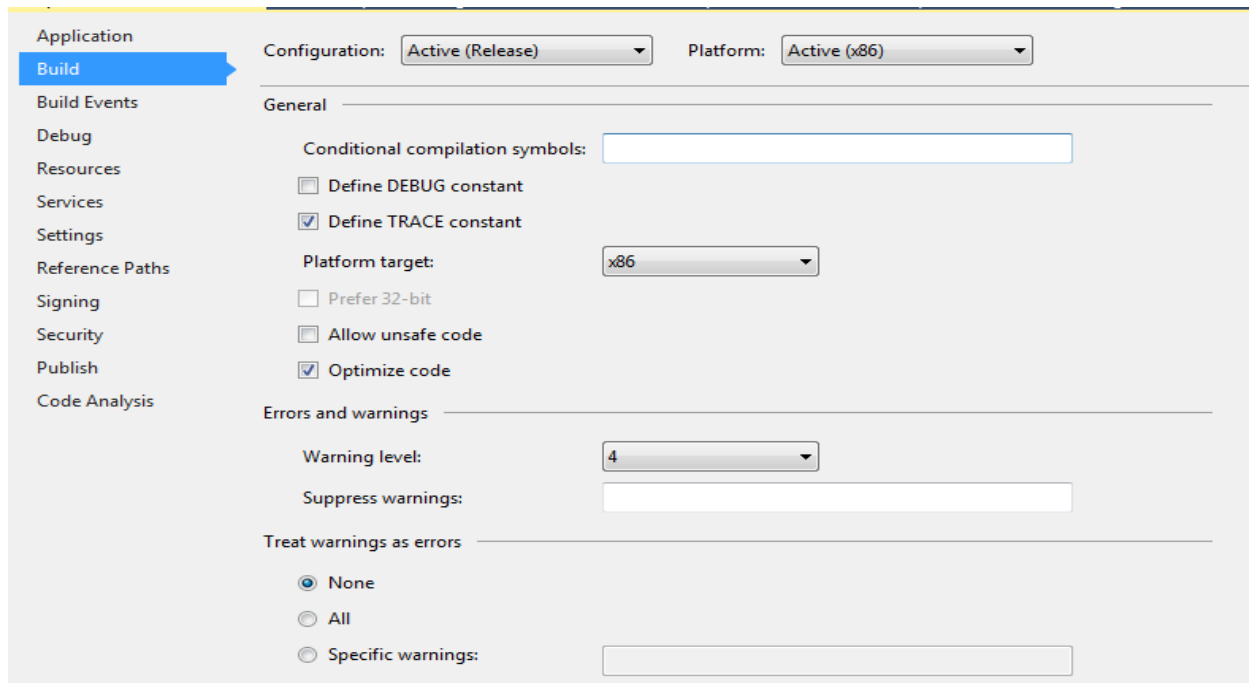 Application
Build
Build Events
Debug
Resources
Services
Settings
Reference Paths
Signing
Security
Publish
Code Analysis
Configuration: Active (Release) Platform: Active (x86)
General
Conditional compilation symbols:
Define DEBUG constant
Define TRACE constant
Platform target: x86
Prefer 32-bit
Allow unsafe code
Optimize code
Errors and warnings
Warning level: 4
Suppress warnings:
Treat warnings as errors
None
All
Specific warnings: